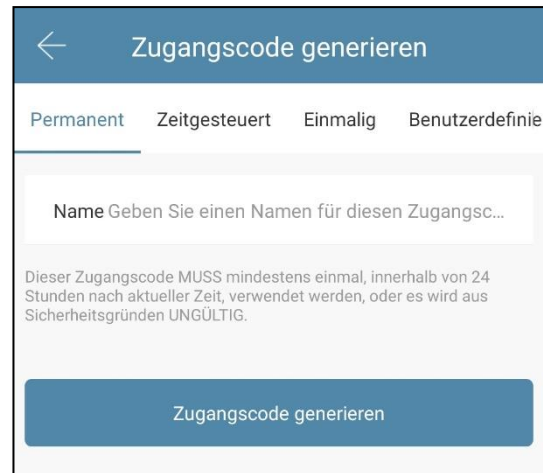 Zugangscode generieren
Permanent Zeitgesteuert Einmalig Benutzerdefinie
Name Geben Sie einen Namen für diesen Zugangsc...
Dieser Zugangscode MUSS mindestens einmal, innerhalb von 24
Stunden nach aktueller Zeit, verwendet werden, oder es wird aus
Sicherheitsgründen UNGÜLTIG.
Zugangscode generieren